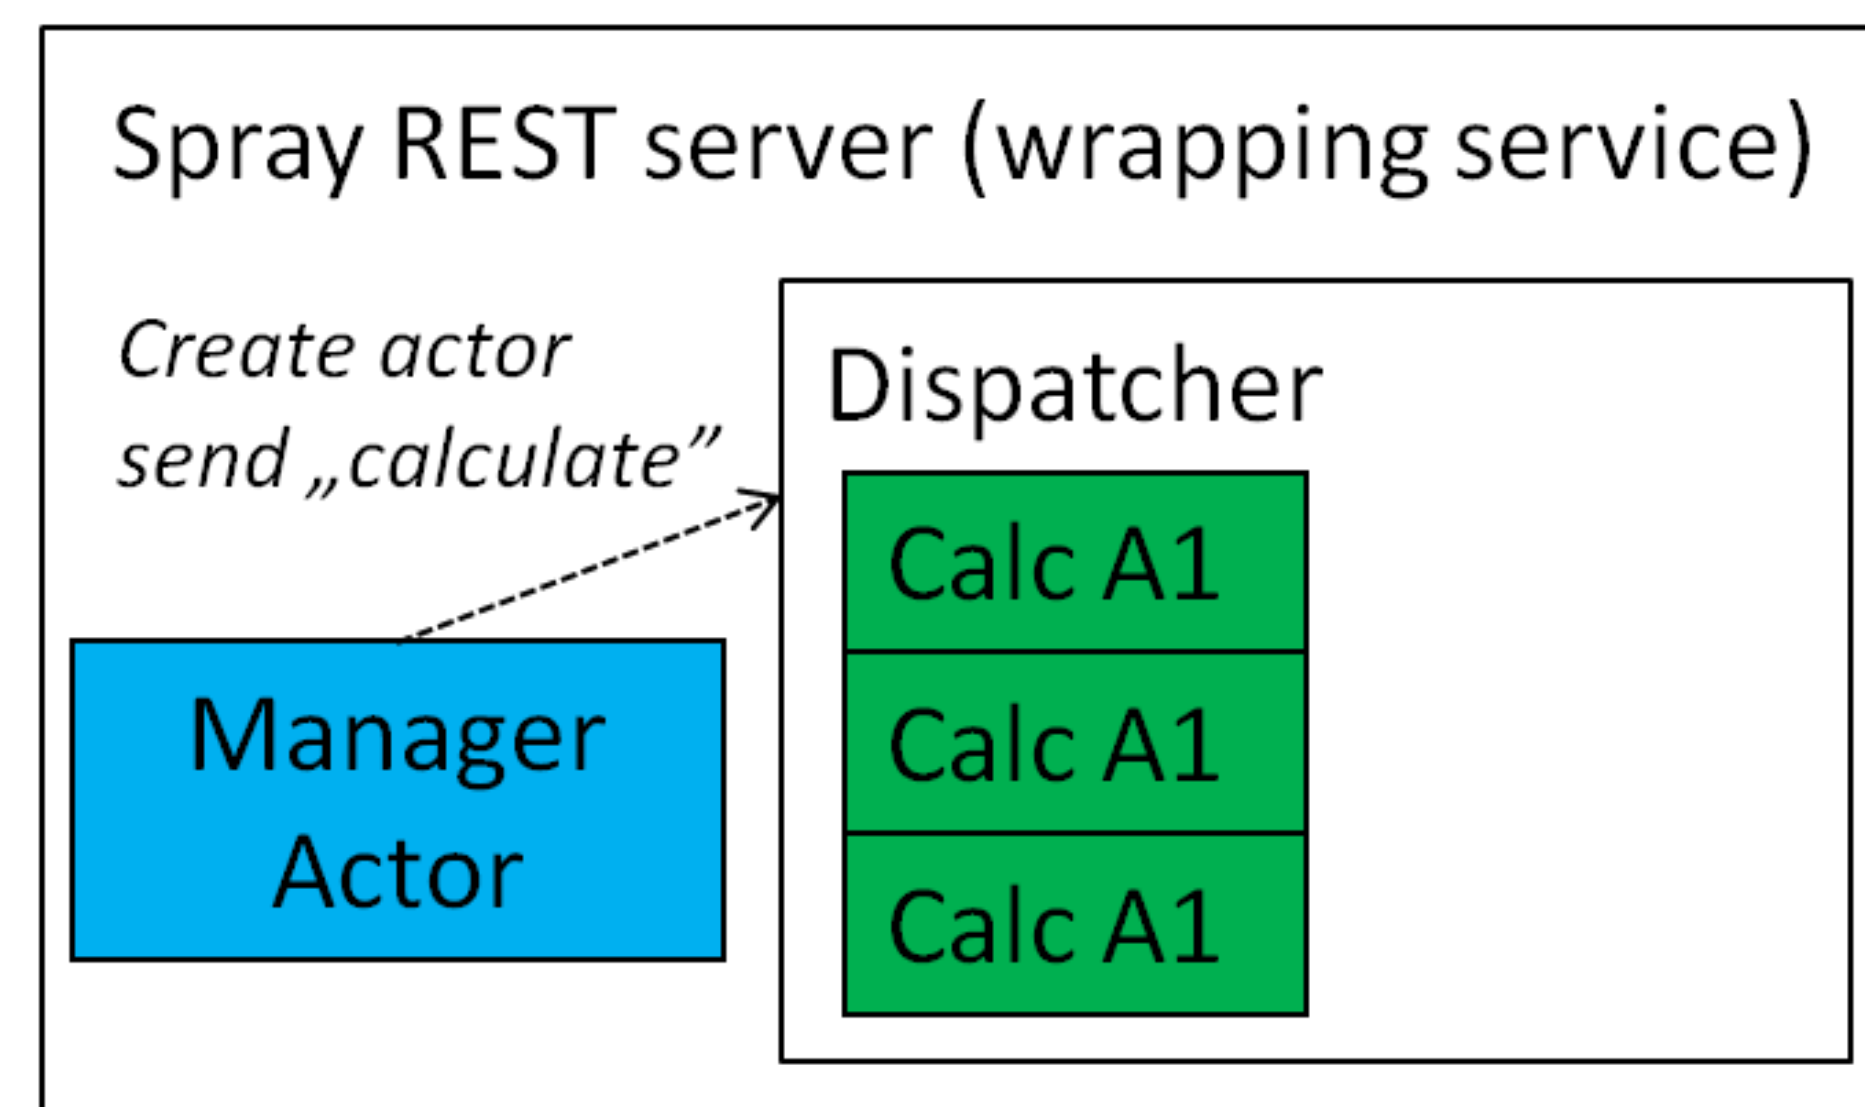 Spray REST server (wrapping service)
Create actor
send „calculate”
Dispatcher
Calc A1
Calc A1
Calc A1
Manager
Actor